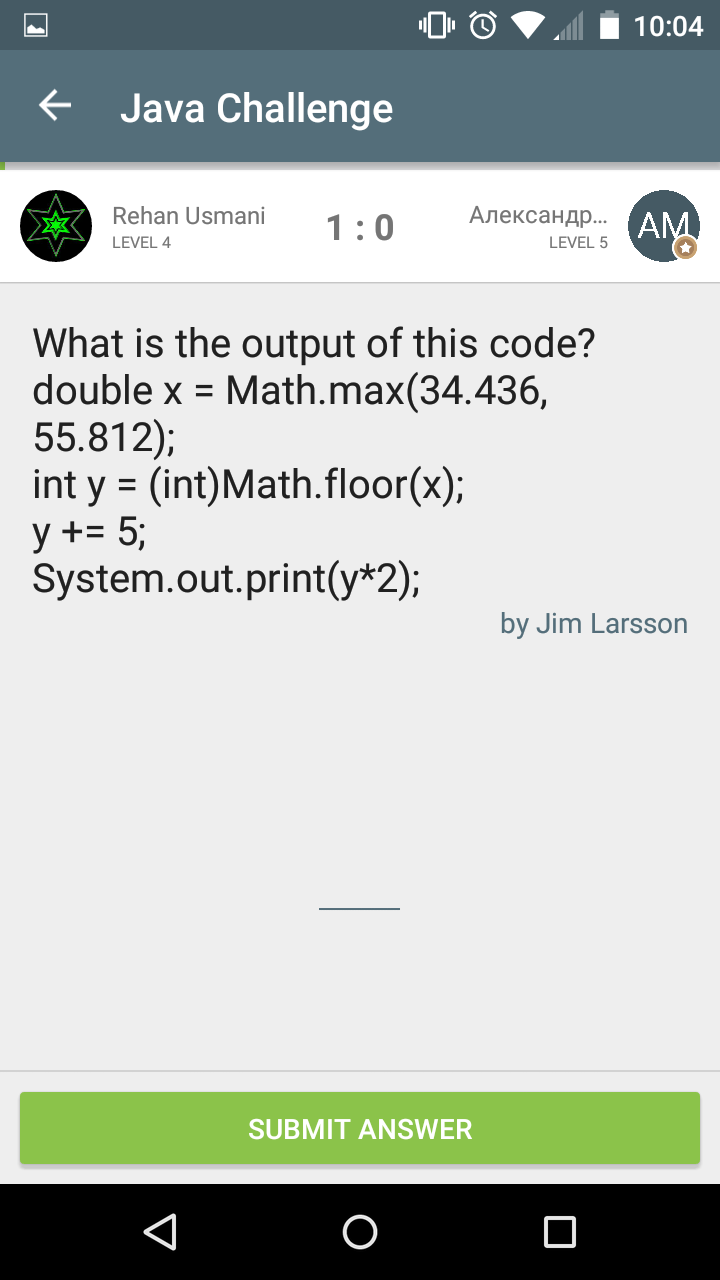 10:04
Java Challenge
Rehan Usmani
LEVEL 4
1 : 0
Александр...
LEVEL 5
AM
What is the output of this code?
double x = Math.max(34.436,
55.812);
int y = (int)Math.floor(x);
y += 5;
System.out.print(y*2);
by Jim Larsson
SUBMIT ANSWER